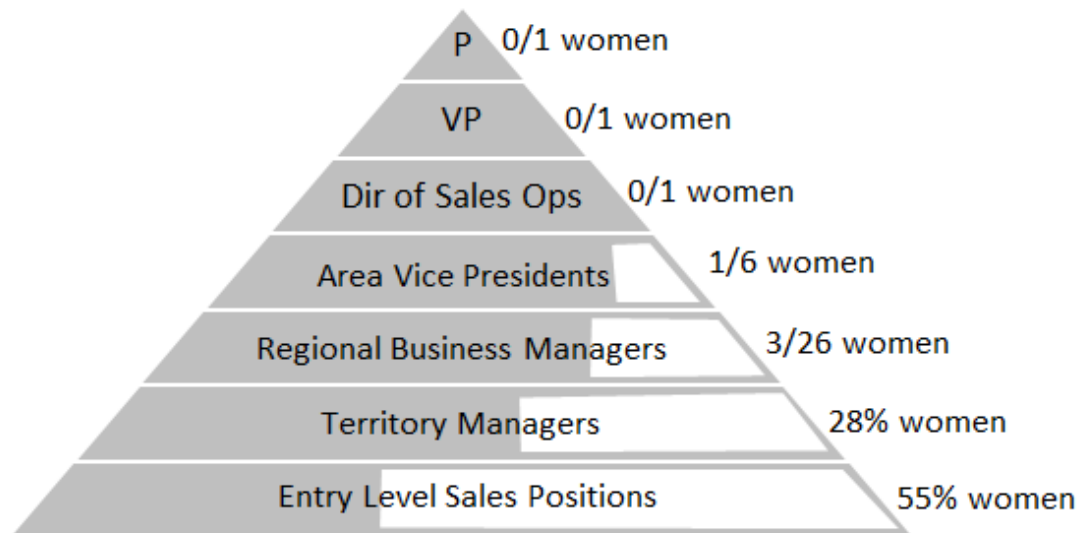 P 0/1 women
VP 0/1 women
Dir of Sales Ops 0/1 women
Area Vice Presidents 1/6 women
Regional Business Managers 3/26 women
Territory Managers 28% women
Entry Level Sales Positions 55% women